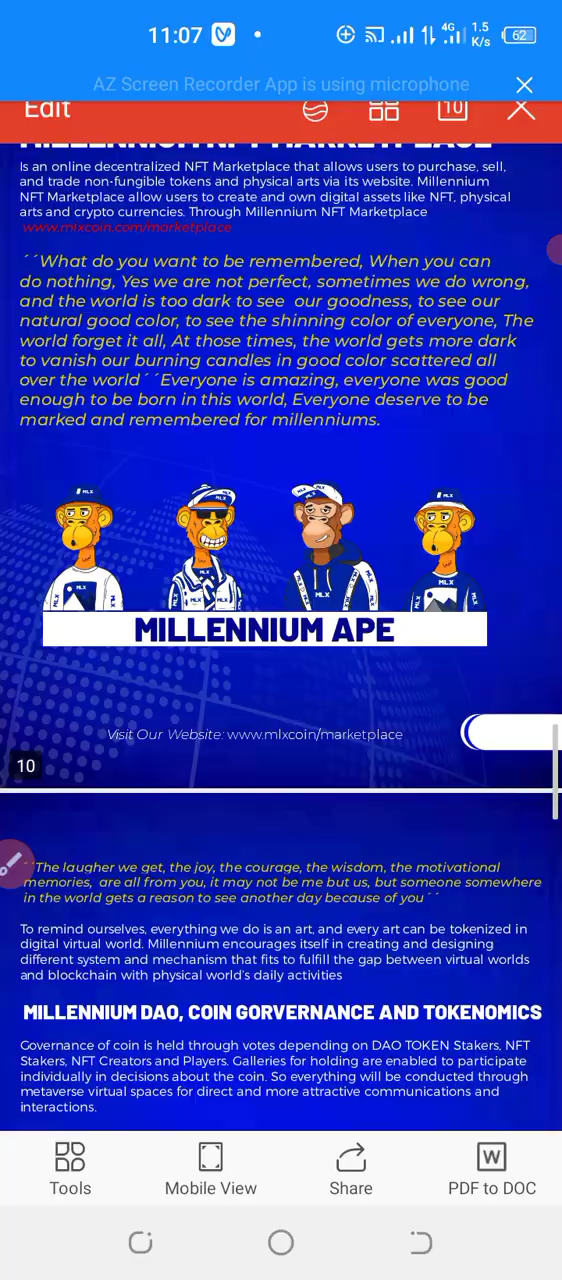 11:07
4G
1.5
K/s
62
AZ Screen Recorder App is using microphone
Edit
10
MILLENNIUM NFT MARKETPLACE
Is an online decentralized NFT Marketplace that allows users to purchase, sell,
and trade non-fungible tokens and physical arts via its website. Millennium
NFT Marketplace allow users to create and own digital assets like NFT, physical
arts and crypto currencies. Through Millennium NFT Marketplace
www.mlxcoin.com/marketplace
´´What do you want to be remembered, When you can
do nothing, Yes we are not perfect, sometimes we do wrong,
and the world is too dark to see our goodness, to see our
natural good color, to see the shinning color of everyone, The
world forget it all, At those times, the world gets more dark
to vanish our burning candles in good color scattered all
over the world´´Everyone is amazing, everyone was good
enough to be born in this world, Everyone deserve to be
marked and remembered for millenniums.
MLX MLX MLX MLX
MLX MLX MLX MLX
MILLENNIUM APE
Visit Our Website: www.mlxcoin/marketplace
10
´´The laugher we get, the joy, the courage, the wisdom, the motivational
memories, are all from you, it may not be me but us, but someone somewhere
in the world gets a reason to see another day because of you´´
To remind ourselves, everything we do is an art, and every art can be tokenized in
digital virtual world. Millennium encourages itself in creating and designing
different system and mechanism that fits to fulfill the gap between virtual worlds
and blockchain with physical world's daily activities
MILLENNIUM DAO, COIN GORVERNANCE AND TOKENOMICS
Governance of coin is held through votes depending on DAO TOKEN Stakers, NFT
Stakers, NFT Creators and Players. Galleries for holding are enabled to participate
individually in decisions about the coin. So everything will be conducted through
metaverse virtual spaces for direct and more attractive communications and
interactions.
W
Tools
Mobile View
Share
PDF to DOC